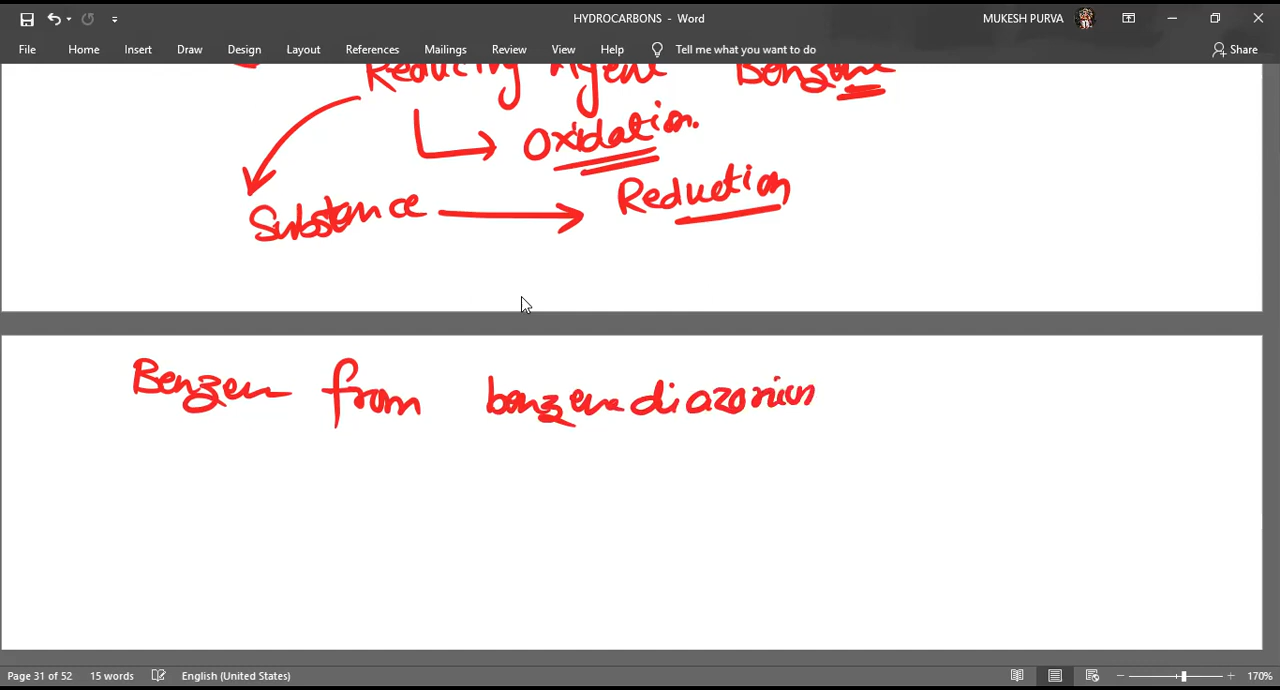 HYDROCARBONS - Word
MUKESH PURVA
File Home Insert Draw Design Layout References Mailings Review View Help Tell me what you want to do Share
Reducing Agent Benzene
Oxidation.
Reduction
Substance
Benzen from benzenediazonium
Page 31 of 52 15 words English (United States) 170%